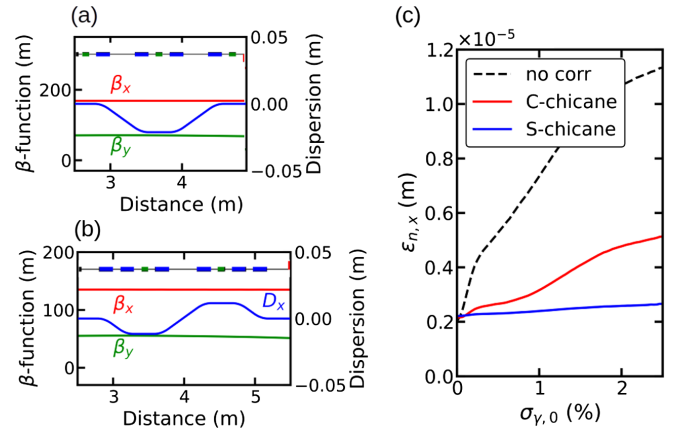 (a)
β-function (m)
200
0
βx
βy
0.05
0.00
−0.05
Dispersion (m)
3
4
Distance (m)
(b)
β-function (m)
200
100
0
βx
Dx
βy
0.05
0.00
−0.05
Dispersion (m)
3
4
5
Distance (m)
(c)
×10⁻⁵
1.2
1.0
0.8
0.6
0.4
0.2
0.0
εn, x (m)
no corr
C-chicane
S-chicane
0
1
2
σγ, 0 (%)